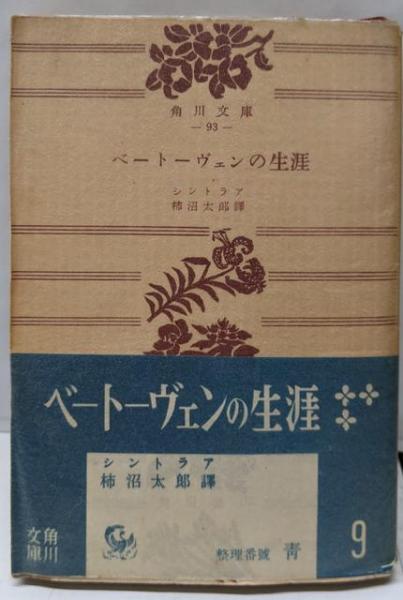 角川文庫
― 93 ―
ベートーヴェンの生涯
シントラア
柿沼太郎譯
ベートーヴェンの生涯
シントラア
柿沼太郎譯
角川文庫
整理番號 靑 9